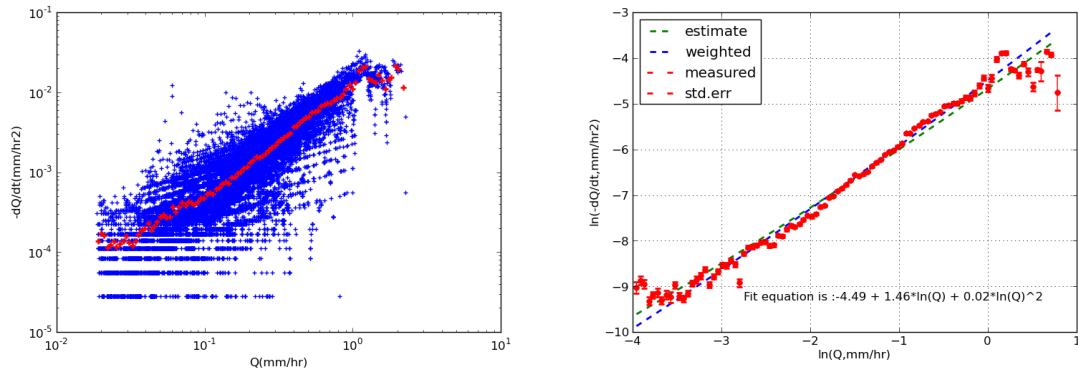 10^-1
10^-2
10^-3
10^-4
10^-5
10^-2
10^-1
10^0
10^1
-dQ/dt(mm/hr2)
Q(mm/hr)
−3
−4
−5
−6
−7
−8
−9
−10
−4
−3
−2
−1
0
1
ln(-dQ/dt,mm/hr2)
ln(Q,mm/hr)
estimate
weighted
measured
std.err
Fit equation is :-4.49 + 1.46*ln(Q) + 0.02*ln(Q)^2